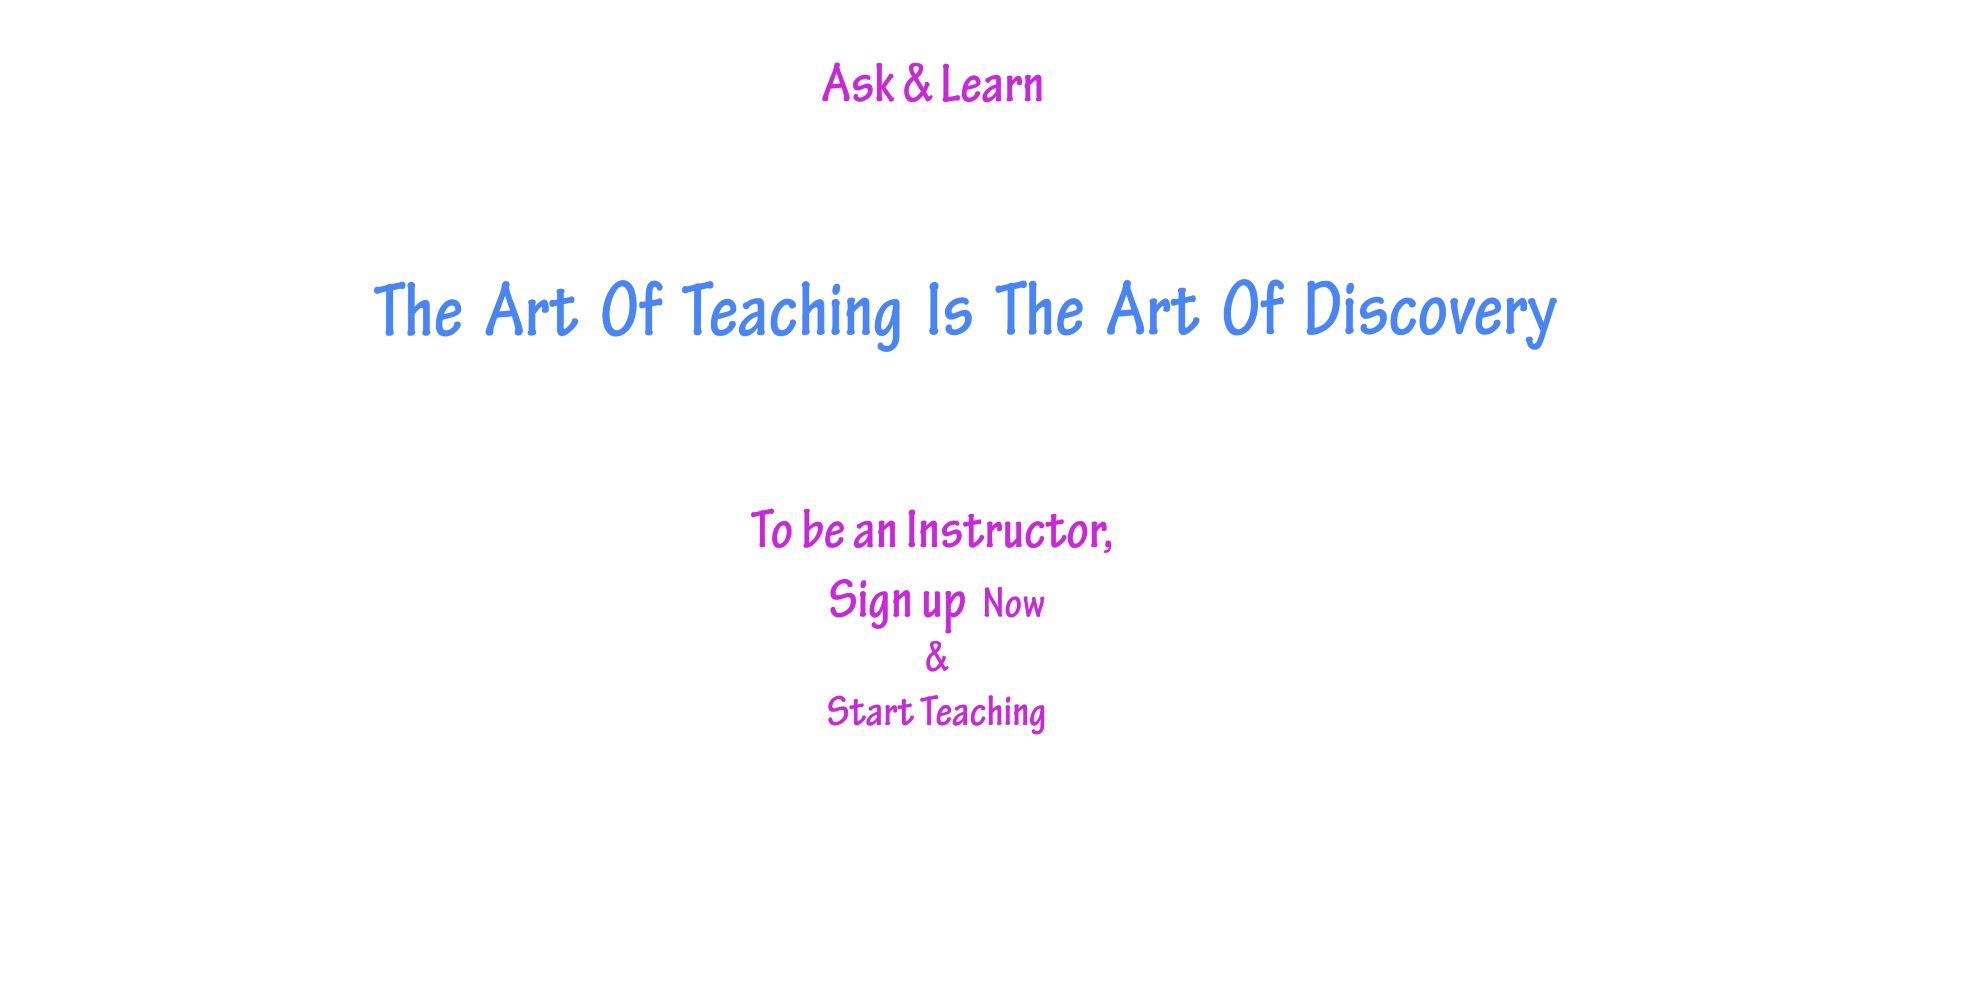 Ask & Learn
The Art Of Teaching Is The Art Of Discovery
To be an Instructor,
Sign up Now
&
Start Teaching